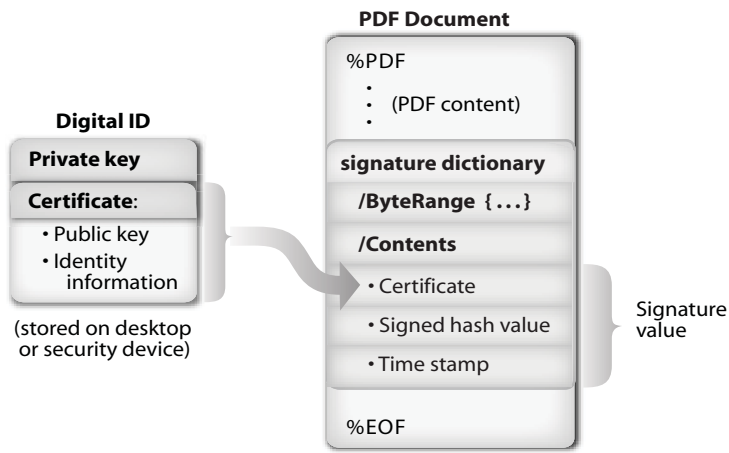 PDF Document
%PDF
•
• (PDF content)
•
Digital ID
Private key
Certificate:
• Public key
• Identity
information
(stored on desktop
or security device)
signature dictionary
/ByteRange {...}
/Contents
• Certificate
• Signed hash value
• Time stamp
%EOF
Signature
value